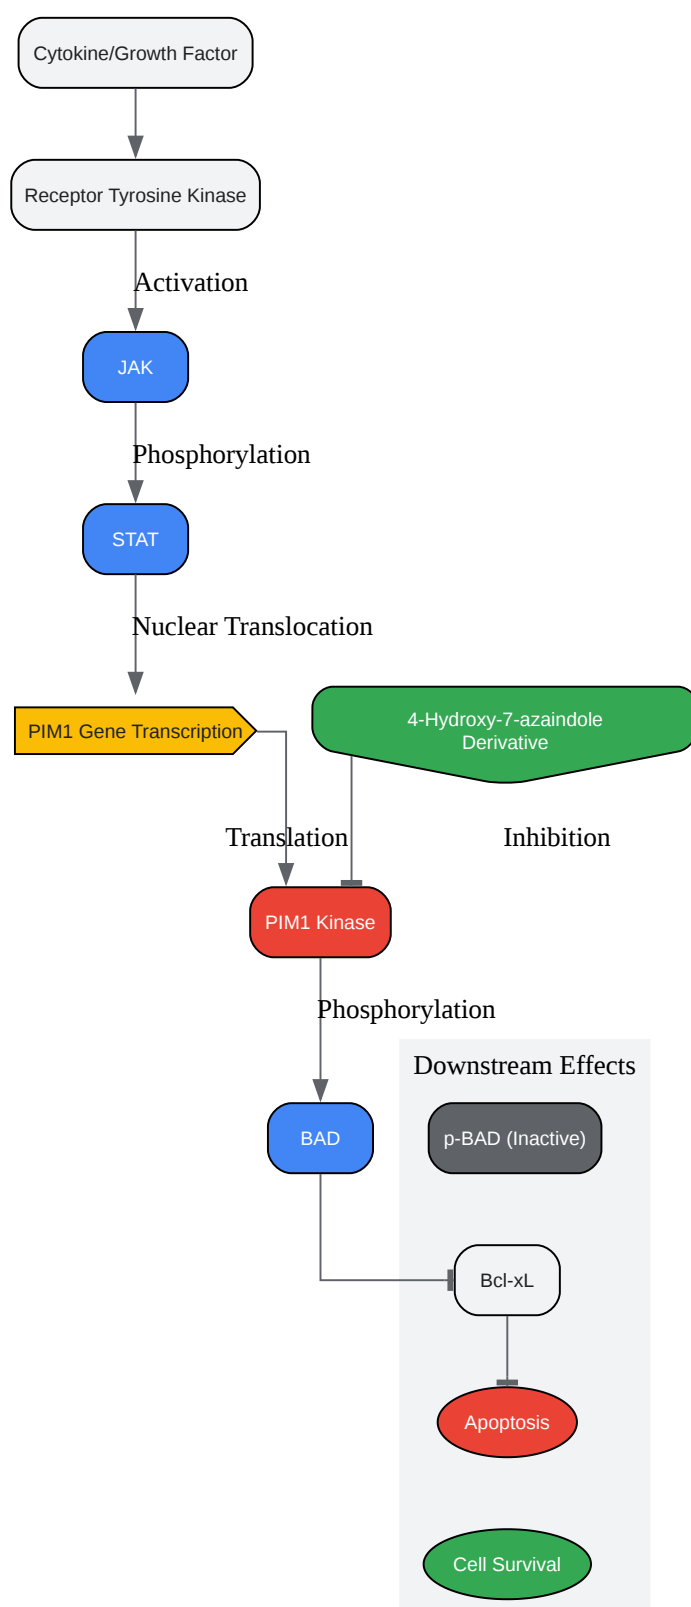 Cytokine/Growth Factor
Receptor Tyrosine Kinase
Activation
JAK
Phosphorylation
STAT
Nuclear Translocation
PIM1 Gene Transcription
4-Hydroxy-7-azaindole
Derivative
Translation
Inhibition
PIM1 Kinase
Phosphorylation
Downstream Effects
BAD
p-BAD (Inactive)
Bcl-xL
Apoptosis
Cell Survival